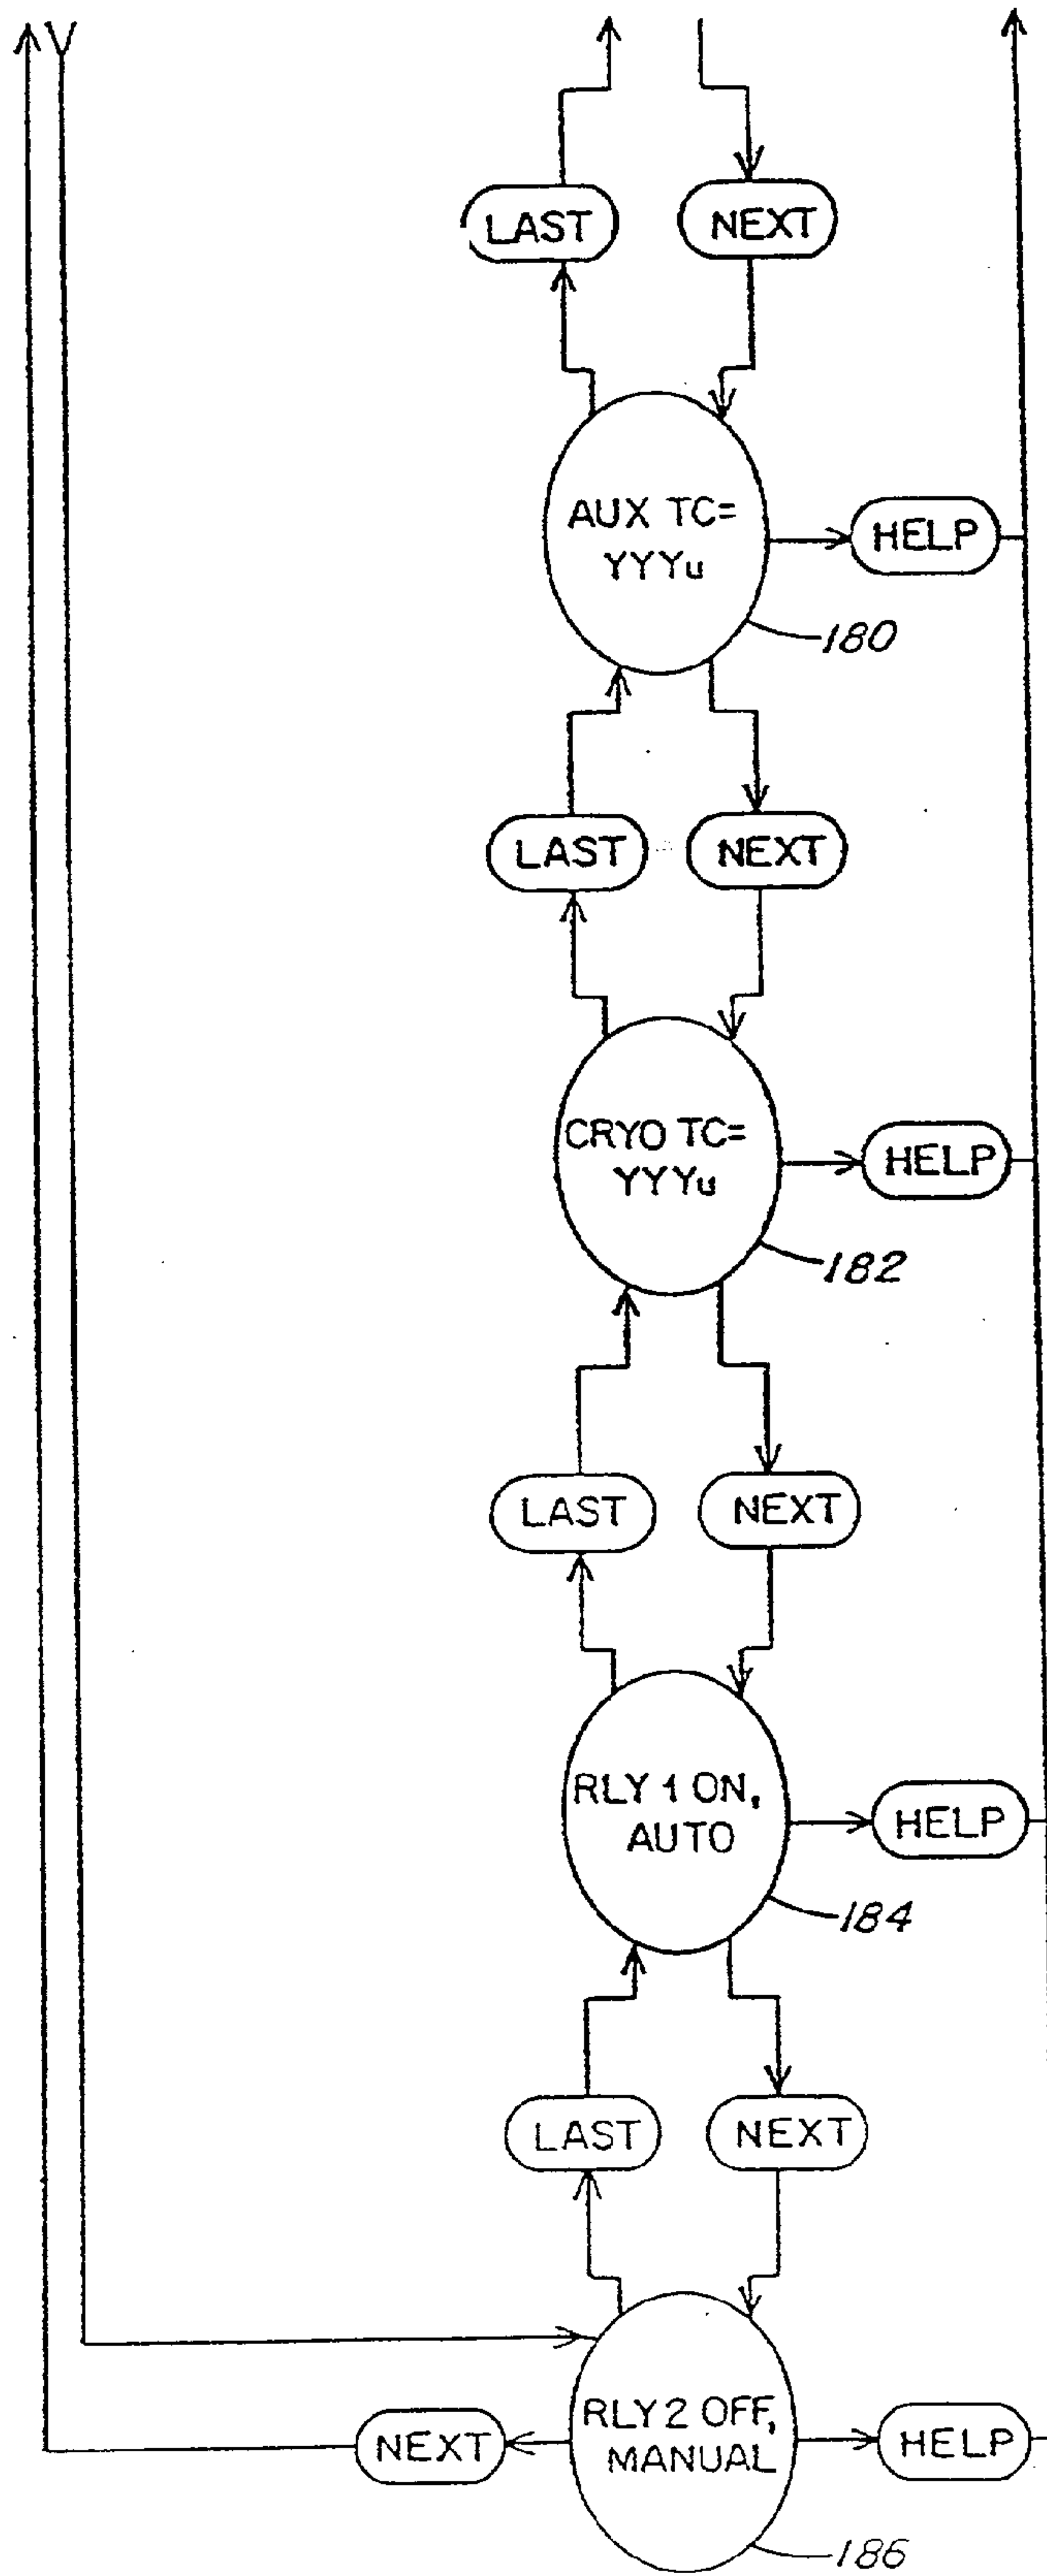 LAST
NEXT
AUX TC=
YYYu
HELP
180
LAST
NEXT
CRYO TC=
YYYu
HELP
182
LAST
NEXT
RLY 1 ON,
AUTO
HELP
184
LAST
NEXT
RLY 2 OFF,
MANUAL
NEXT
HELP
186